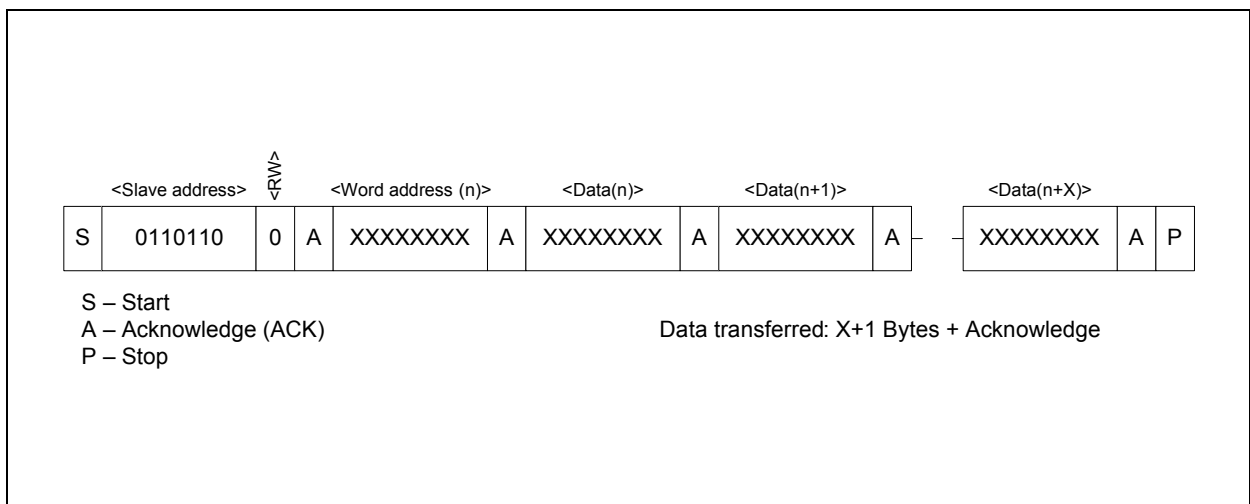 <Slave address> <RW> <Word address (n)> <Data(n)> <Data(n+1)> <Data(n+X)>
S 0110110 0 A XXXXXXXX A XXXXXXXX A XXXXXXXX A XXXXXXXX A P
S – Start
A – Acknowledge (ACK) Data transferred: X+1 Bytes + Acknowledge
P – Stop